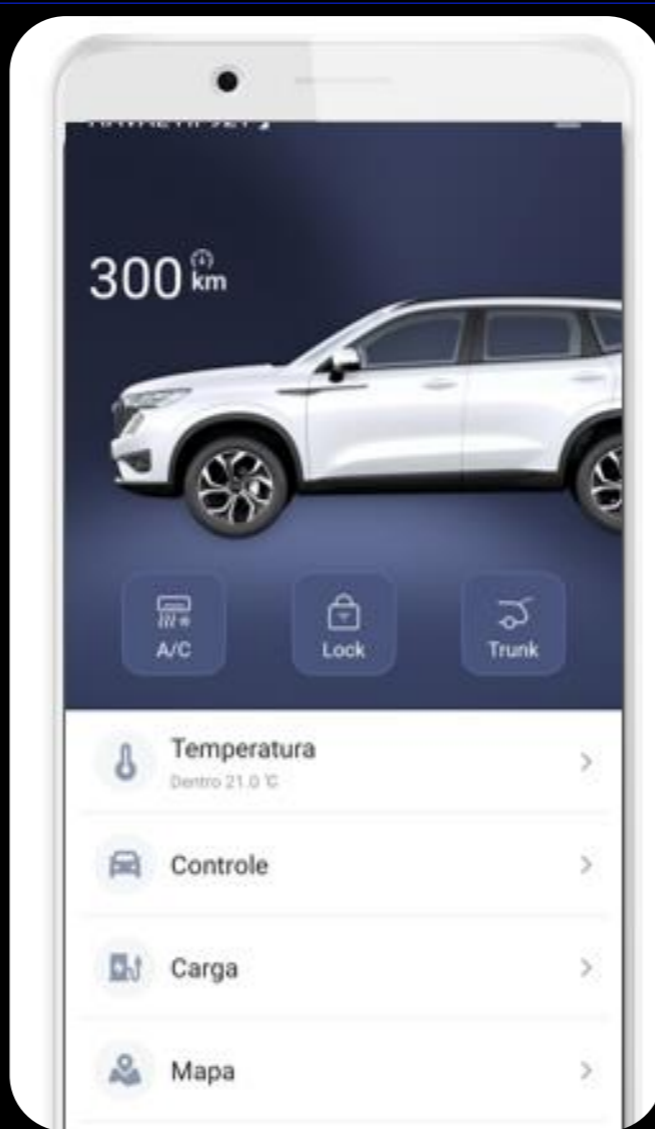 300 km
A/C
Lock
Trunk
Temperatura
Dentro 21.0 ℃
Controle
Carga
Mapa